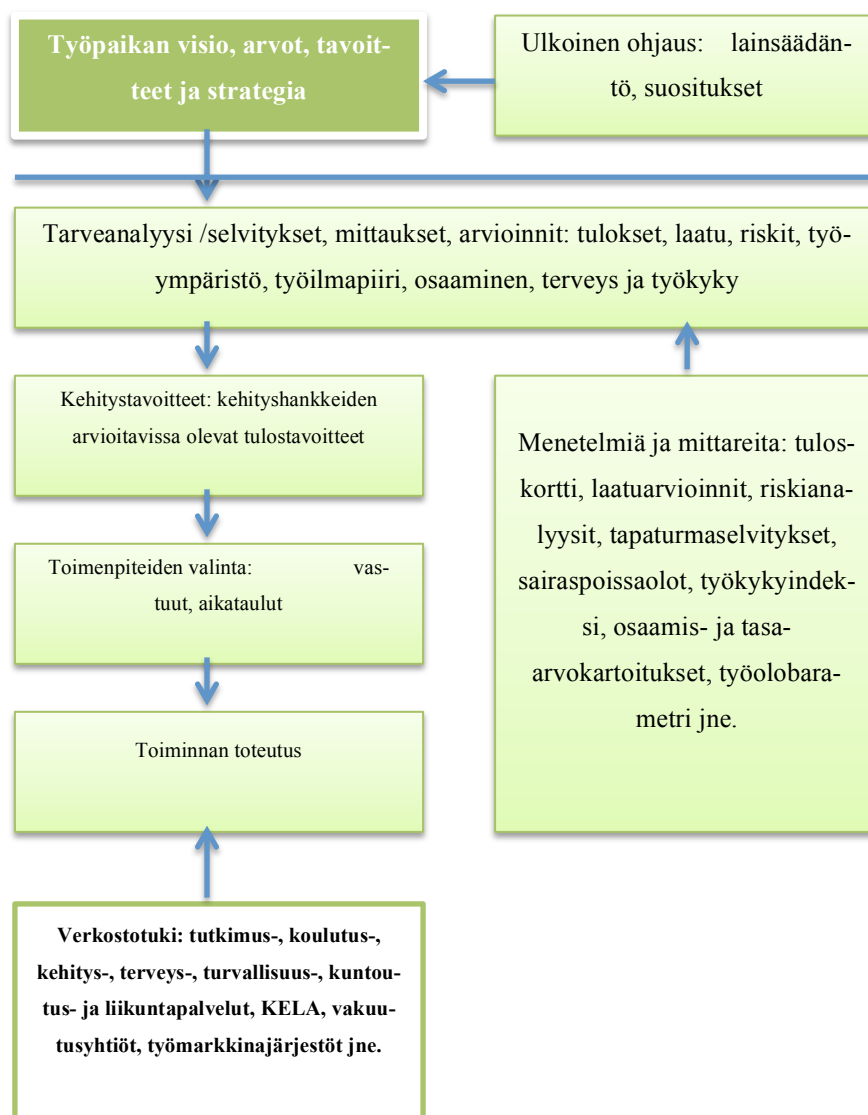 Työpaikan visio, arvot, tavoit-
teet ja strategia
Ulkoinen ohjaus: lainsäädän-
tö, suositukset
Tarveanalyysi /selvitykset, mittaukset, arvioinnit: tulokset, laatu, riskit, työ-
ympäristö, työilmapiiri, osaaminen, terveys ja työkyky
Kehitystavoitteet: kehityshankkeiden
arvioitavissa olevat tulostavoitteet
Toimenpiteiden valinta: vas-
tuut, aikataulut
Toiminnan toteutus
Menetelmiä ja mittareita: tulos-
kortti, laatuarvioinnit, riskiana-
lyysit, tapaturmaselvitykset,
sairaspoissaolot, työkykyindek-
si, osaamis- ja tasa-
arvokartoitukset, työolobara-
metri jne.
Verkostotuki: tutkimus-, koulutus-,
kehitys-, terveys-, turvallisuus-, kuntou-
tus- ja liikuntapalvelut, KELA, vakuu-
tusyhtiöt, työmarkkinajärjestöt jne.